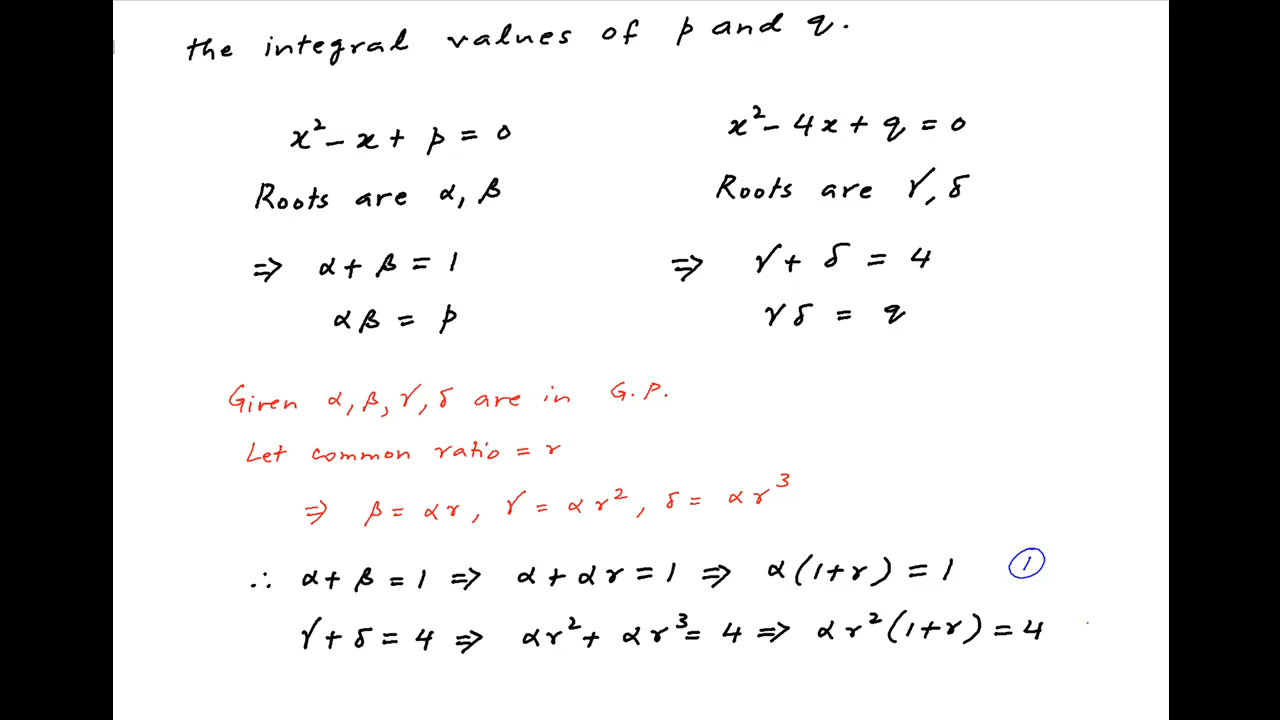 the integral values of p and q.
x² - x + p = 0
Roots are α, β
⇒ α + β = 1
αβ = p
x² - 4x + q = 0
Roots are γ, δ
⇒ γ + δ = 4
γδ = q
Given α, β, γ, δ are in G.P.
Let common ratio = r
⇒ β = αr, γ = αr², δ = αr³
∴ α + β = 1 ⇒ α + αr = 1 ⇒ α(1+r) = 1 ①
γ + δ = 4 ⇒ αr² + αr³ = 4 ⇒ αr²(1+r) = 4